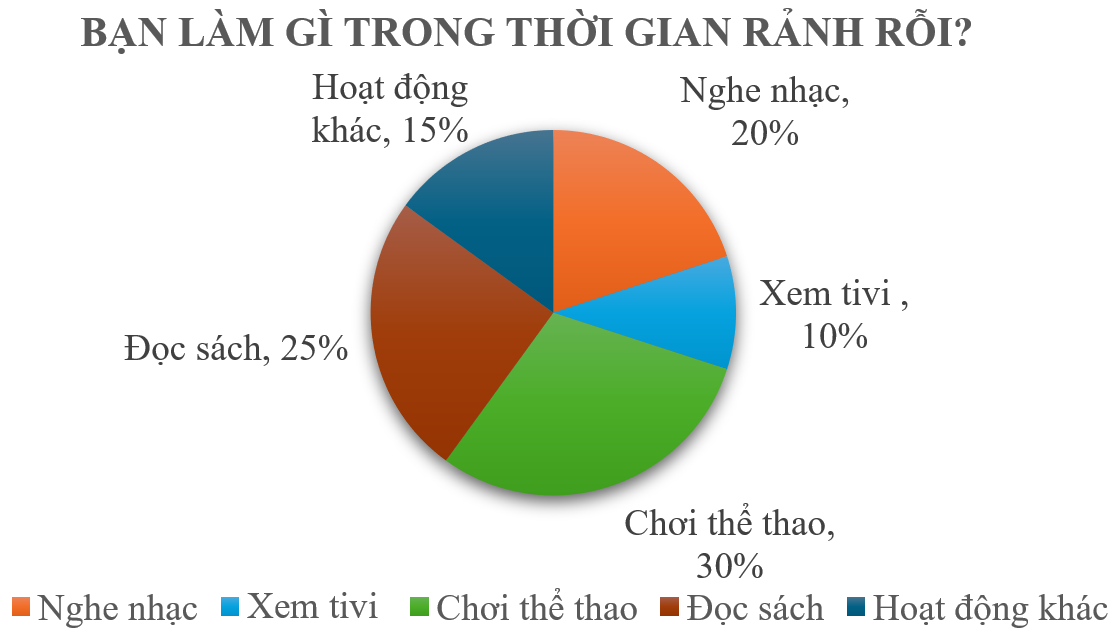 BẠN LÀM GÌ TRONG THỜI GIAN RẢNH RỖI?
Hoạt động
khác, 15%
Nghe nhạc,
20%
Xem tivi ,
10%
Đọc sách, 25%
Chơi thể thao,
30%
Nghe nhạc
Xem tivi
Chơi thể thao
Đọc sách
Hoạt động khác